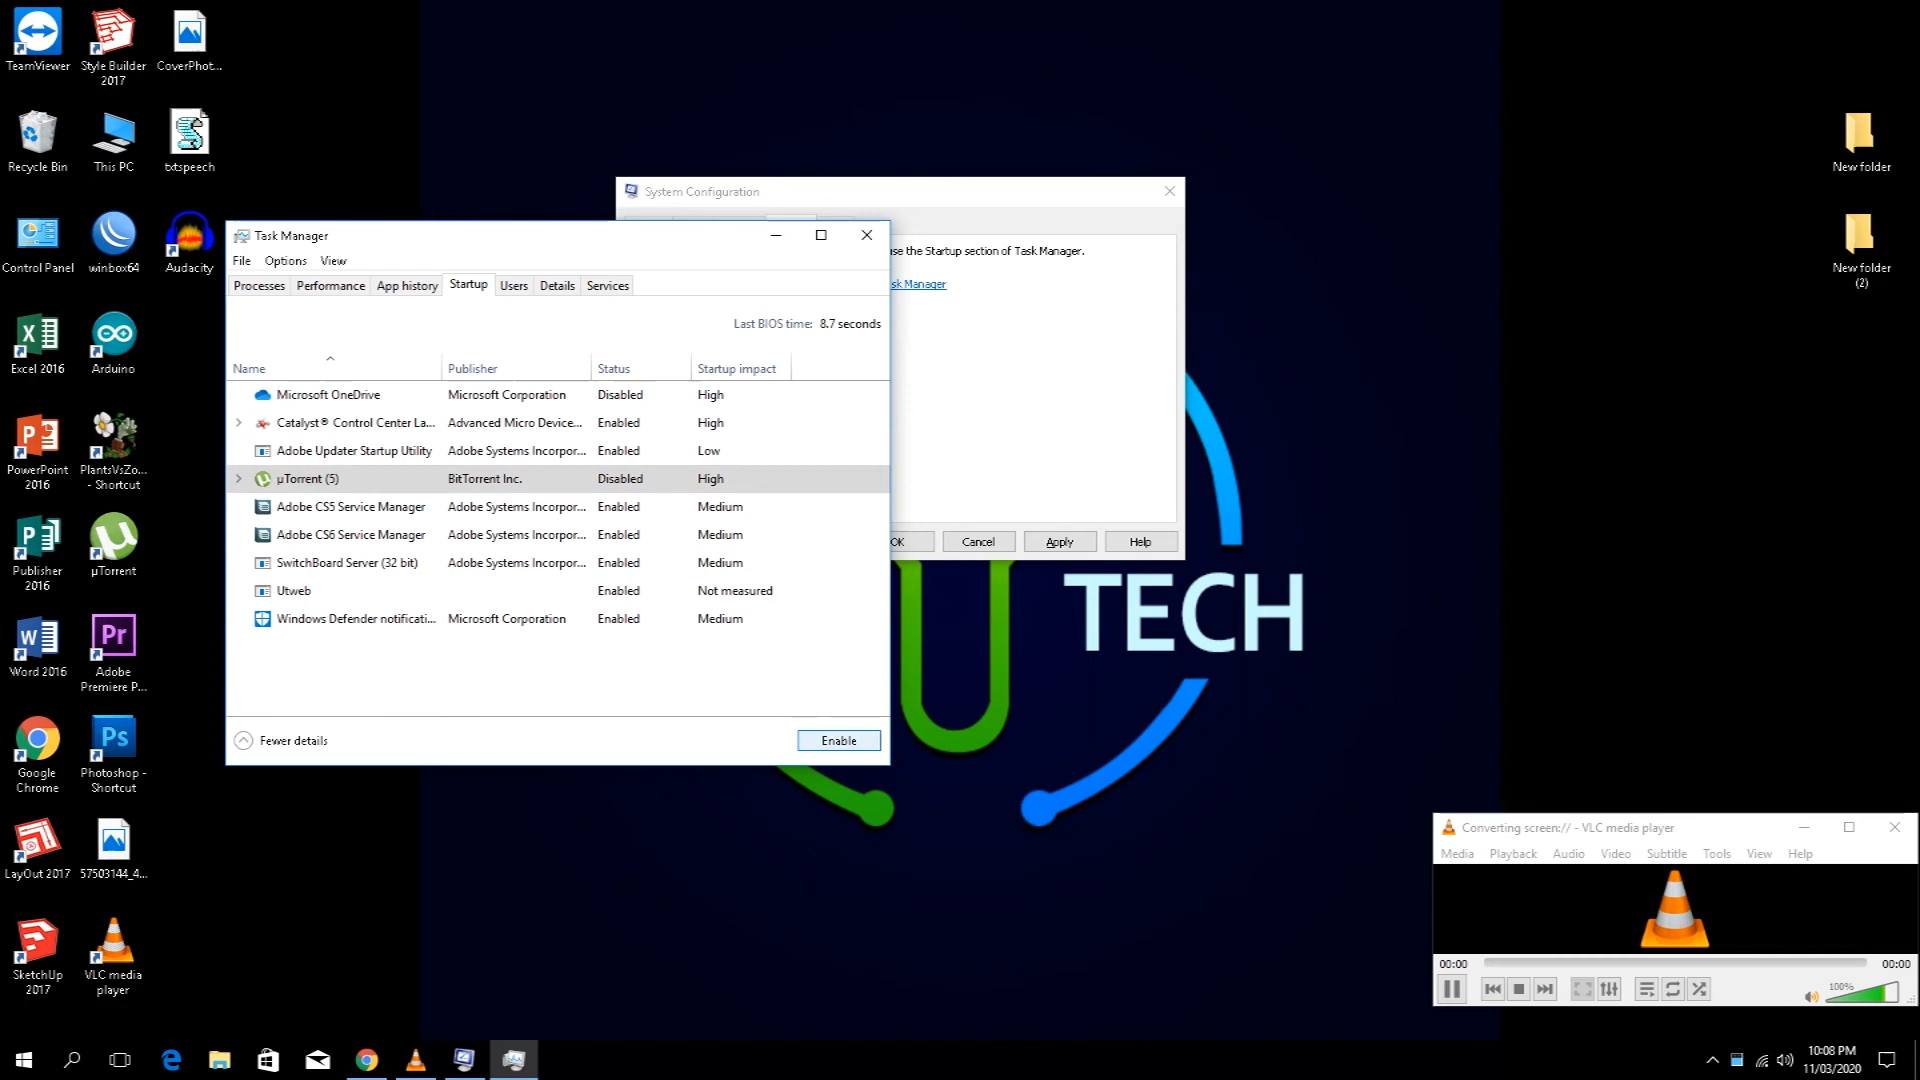 TeamViewer
Style Builder 2017
CoverPhot...
Recycle Bin
This PC
txtspeech
Control Panel
winbox64
Audacity
Excel 2016
Arduino
PowerPoint 2016
PlantsVsZo... - Shortcut
Publisher 2016
µTorrent
Word 2016
Adobe Premiere P...
Google Chrome
Photoshop - Shortcut
LayOut 2017
57503144_4...
SketchUp 2017
VLC media player
New folder
New folder (2)
System Configuration
use the Startup section of Task Manager.
sk Manager
OK
Cancel
Apply
Help
Task Manager
File Options View
Processes Performance App history Startup Users Details Services
Last BIOS time: 8.7 seconds
Name Publisher Status Startup impact
Microsoft OneDrive Microsoft Corporation Disabled High
Catalyst® Control Center La... Advanced Micro Device... Enabled High
Adobe Updater Startup Utility Adobe Systems Incorpor... Enabled Low
µTorrent (5) BitTorrent Inc. Disabled High
Adobe CS5 Service Manager Adobe Systems Incorpor... Enabled Medium
Adobe CS6 Service Manager Adobe Systems Incorpor... Enabled Medium
SwitchBoard Server (32 bit) Adobe Systems Incorpor... Enabled Medium
Utweb Enabled Not measured
Windows Defender notificati... Microsoft Corporation Enabled Medium
Fewer details
Enable
TECH
Converting screen:// - VLC media player
Media Playback Audio Video Subtitle Tools View Help
00:00 00:00
100%
10:08 PM
11/03/2020